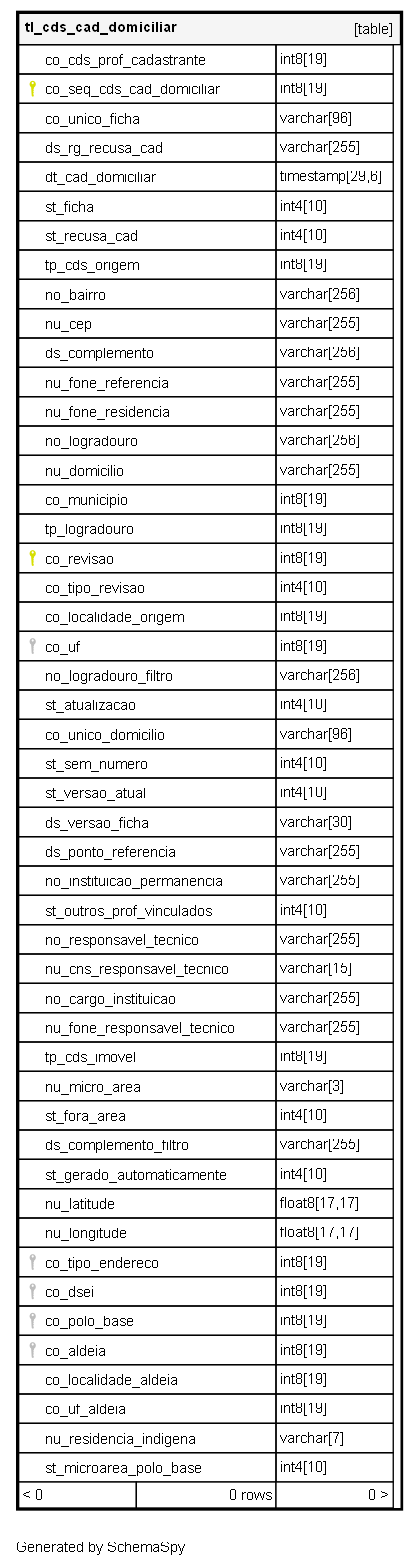 tl_cds_cad_domiciliar [table]
co_cds_prof_cadastrante int8[19]
co_seq_cds_cad_domiciliar int8[19]
co_unico_ficha varchar[96]
ds_rg_recusa_cad varchar[255]
dt_cad_domiciliar timestamp[29,6]
st_ficha int4[10]
st_recusa_cad int4[10]
tp_cds_origem int8[19]
no_bairro varchar[256]
nu_cep varchar[255]
ds_complemento varchar[256]
nu_fone_referencia varchar[255]
nu_fone_residencia varchar[255]
no_logradouro varchar[256]
nu_domicilio varchar[255]
co_municipio int8[19]
tp_logradouro int8[19]
co_revisao int8[19]
co_tipo_revisao int4[10]
co_localidade_origem int8[19]
co_uf int8[19]
no_logradouro_filtro varchar[256]
st_atualizacao int4[10]
co_unico_domicilio varchar[96]
st_sem_numero int4[10]
st_versao_atual int4[10]
ds_versao_ficha varchar[30]
ds_ponto_referencia varchar[255]
no_instituicao_permanencia varchar[255]
st_outros_prof_vinculados int4[10]
no_responsavel_tecnico varchar[255]
nu_cns_responsavel_tecnico varchar[15]
no_cargo_instituicao varchar[255]
nu_fone_responsavel_tecnico varchar[255]
tp_cds_imovel int8[19]
nu_micro_area varchar[3]
st_fora_area int4[10]
ds_complemento_filtro varchar[255]
st_gerado_automaticamente int4[10]
nu_latitude float8[17,17]
nu_longitude float8[17,17]
co_tipo_endereco int8[19]
co_dsei int8[19]
co_polo_base int8[19]
co_aldeia int8[19]
co_localidade_aldeia int8[19]
co_uf_aldeia int8[19]
nu_residencia_indigena varchar[7]
st_microarea_polo_base int4[10]
< 0 0 rows 0 >
Generated by SchemaSpy